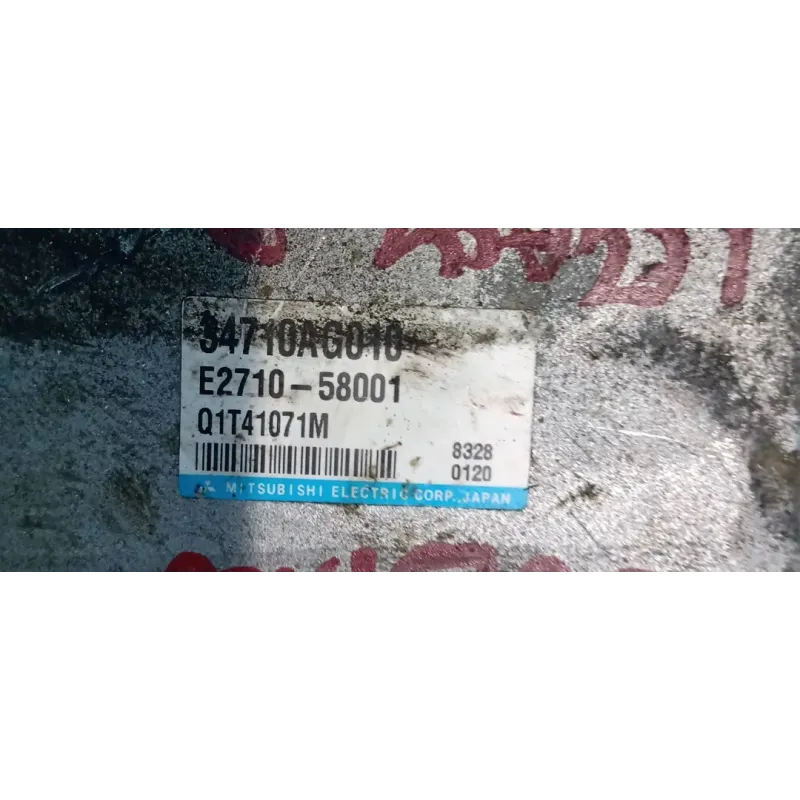 34710AG010
E2710-58001
Q1T41071M
8328
0120
MITSUBISHI ELECTRIC CORP., JAPAN